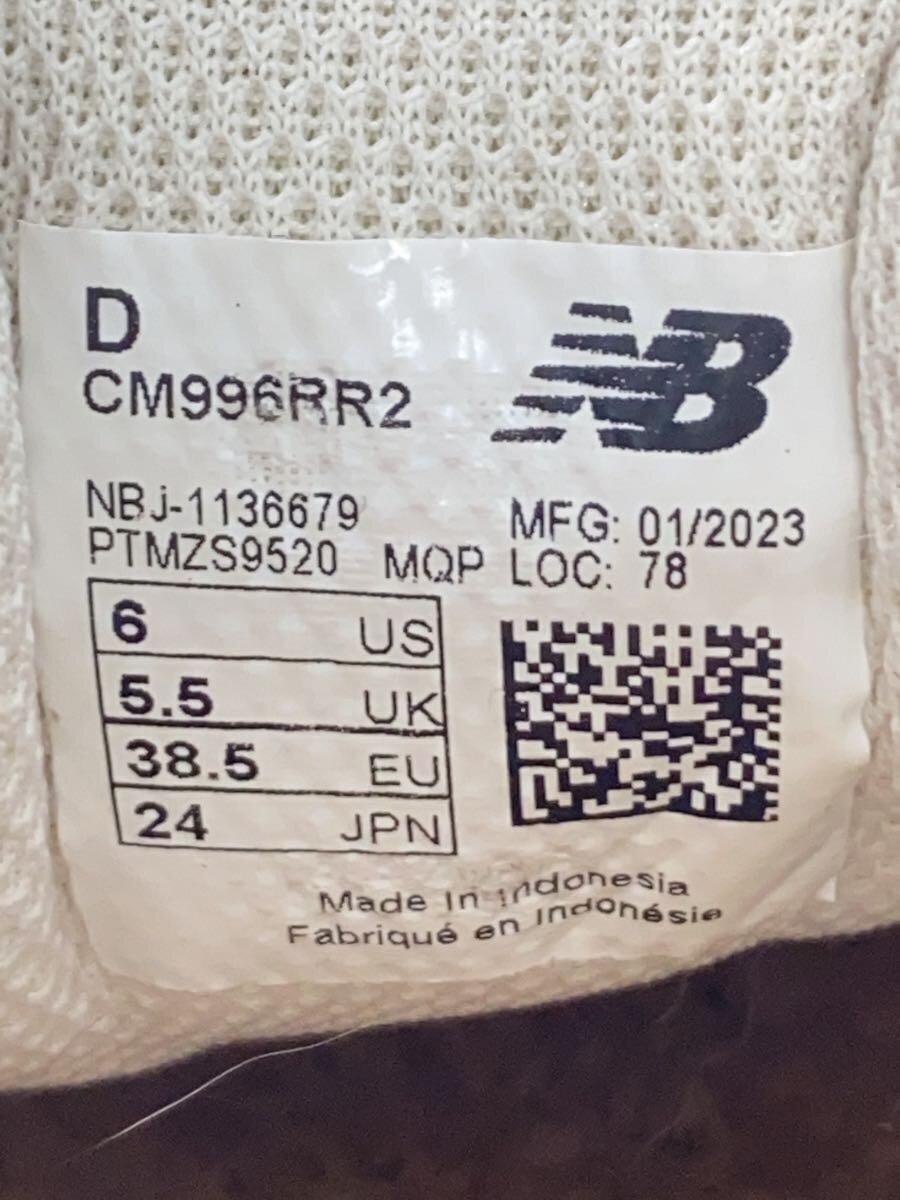 D
CM996RR2
NB
NBJ-1136679
PTMZS9520 MQP
MFG: 01/2023
LOC: 78
6 US
5.5 UK
38.5 EU
24 JPN
Made In Indonesia
Fabriqué en Indonésie